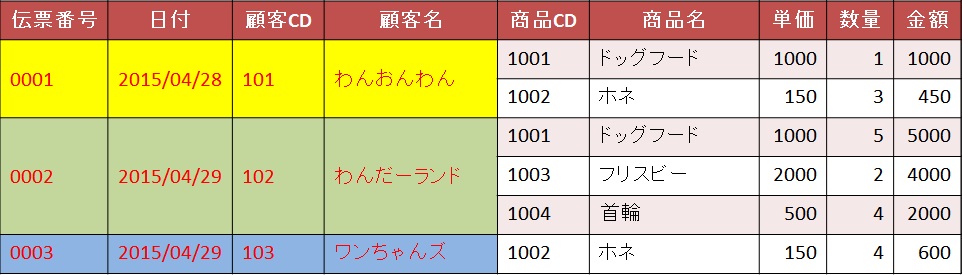 伝票番号 日付 顧客CD 顧客名 商品CD 商品名 単価 数量 金額
0001 2015/04/28 101 わんおんわん 1001 ドッグフード 1000 1 1000
1002 ホネ 150 3 450
0002 2015/04/29 102 わんだーランド 1001 ドッグフード 1000 5 5000
1003 フリスビー 2000 2 4000
1004 首輪 500 4 2000
0003 2015/04/29 103 ワンちゃんズ 1002 ホネ 150 4 600